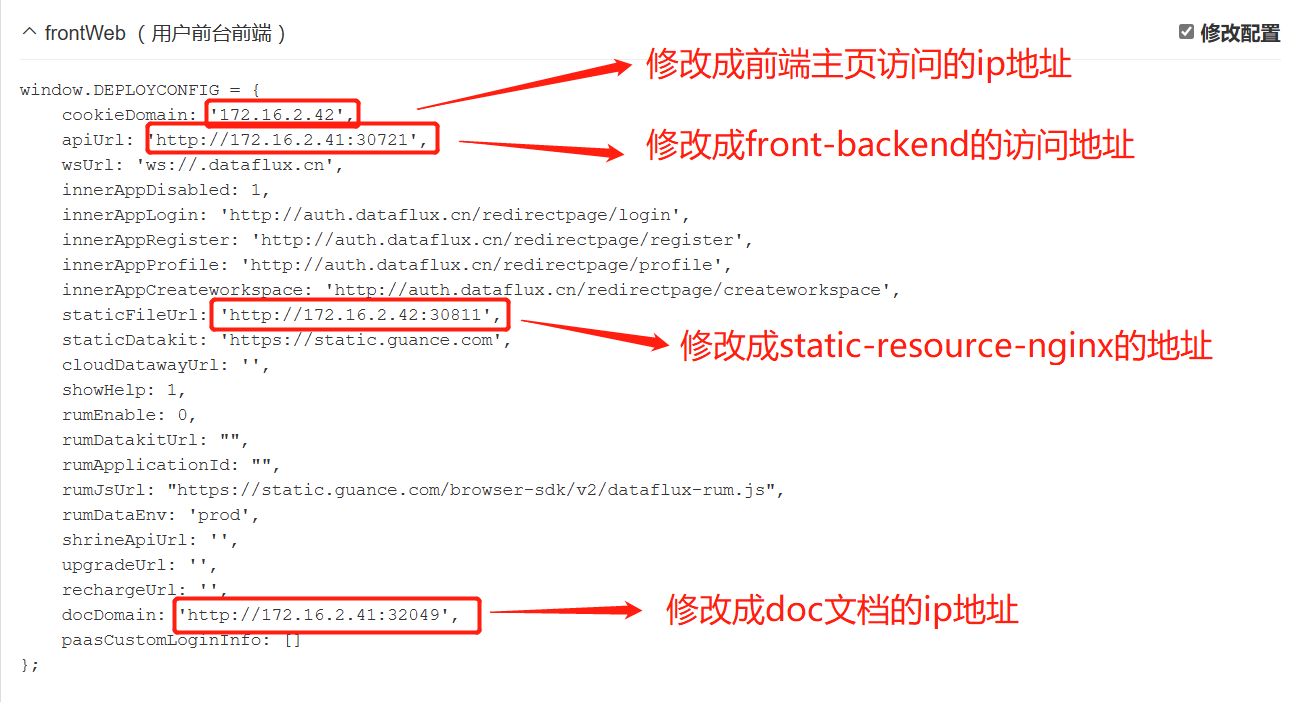 frontWeb （用户前台前端）
修改配置
修改成前端主页访问的ip地址
window.DEPLOYCONFIG = {
cookieDomain: '172.16.2.42',
apiUrl: 'http://172.16.2.41:30721',
修改成front-backend的访问地址
wsUrl: 'ws://.dataflux.cn',
innerAppDisabled: 1,
innerAppLogin: 'http://auth.dataflux.cn/redirectpage/login',
innerAppRegister: 'http://auth.dataflux.cn/redirectpage/register',
innerAppProfile: 'http://auth.dataflux.cn/redirectpage/profile',
innerAppCreateworkspace: 'http://auth.dataflux.cn/redirectpage/createworkspace',
staticFileUrl: 'http://172.16.2.42:30811',
修改成static-resource-nginx的地址
staticDatakit: 'https://static.guance.com',
cloudDatawayUrl: '',
showHelp: 1,
rumEnable: 0,
rumDatakitUrl: "",
rumApplicationId: "",
rumJsUrl: "https://static.guance.com/browser-sdk/v2/dataflux-rum.js",
rumDataEnv: 'prod',
shrineApiUrl: '',
upgradeUrl: '',
rechargeUrl: '',
docDomain: 'http://172.16.2.41:32049',
修改成doc文档的ip地址
paasCustomLoginInfo: []
};